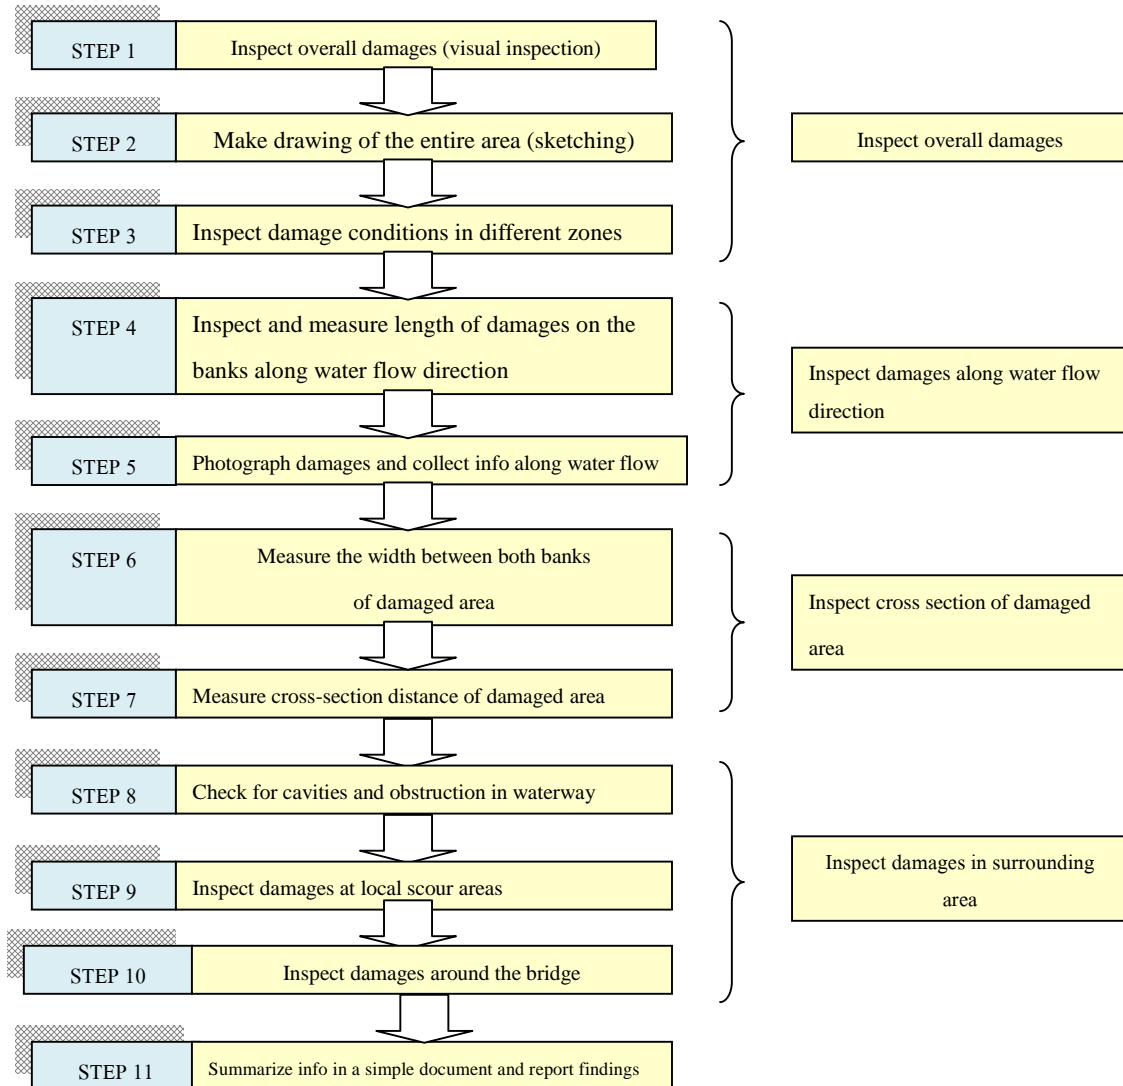 STEP 1
Inspect overall damages (visual inspection)
STEP 2
Make drawing of the entire area (sketching)
Inspect overall damages
STEP 3
Inspect damage conditions in different zones
STEP 4
Inspect and measure length of damages on the
banks along water flow direction
Inspect damages along water flow
direction
STEP 5
Photograph damages and collect info along water flow
STEP 6
Measure the width between both banks
of damaged area
Inspect cross section of damaged
area
STEP 7
Measure cross-section distance of damaged area
STEP 8
Check for cavities and obstruction in waterway
STEP 9
Inspect damages at local scour areas
Inspect damages in surrounding
area
STEP 10
Inspect damages around the bridge
STEP 11
Summarize info in a simple document and report findings